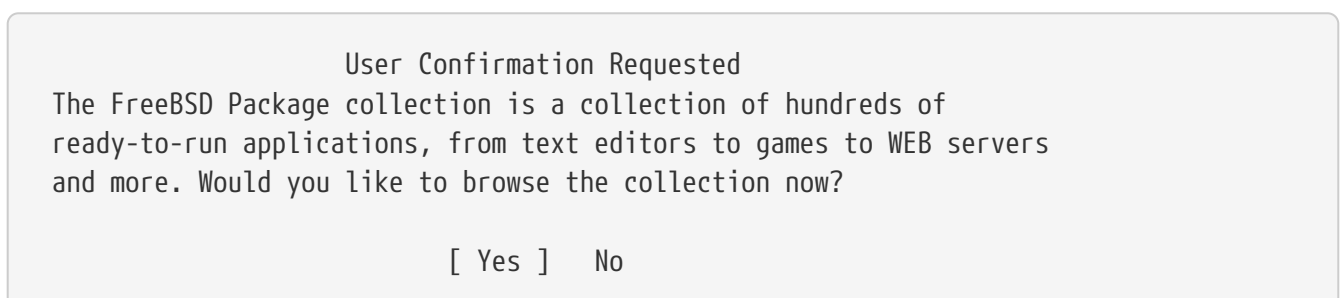 User Confirmation Requested
The FreeBSD Package collection is a collection of hundreds of
ready-to-run applications, from text editors to games to WEB servers
and more. Would you like to browse the collection now?
[ Yes ] No